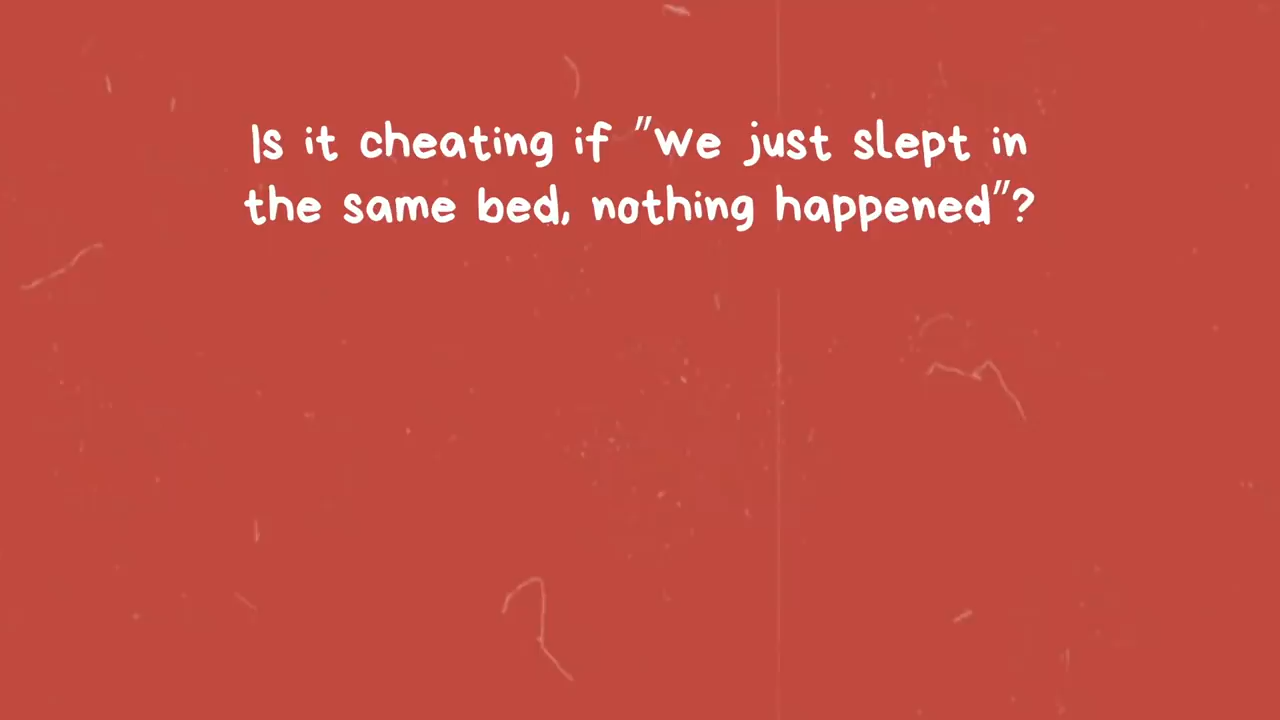 Is it cheating if "we just slept in
the same bed, nothing happened"?